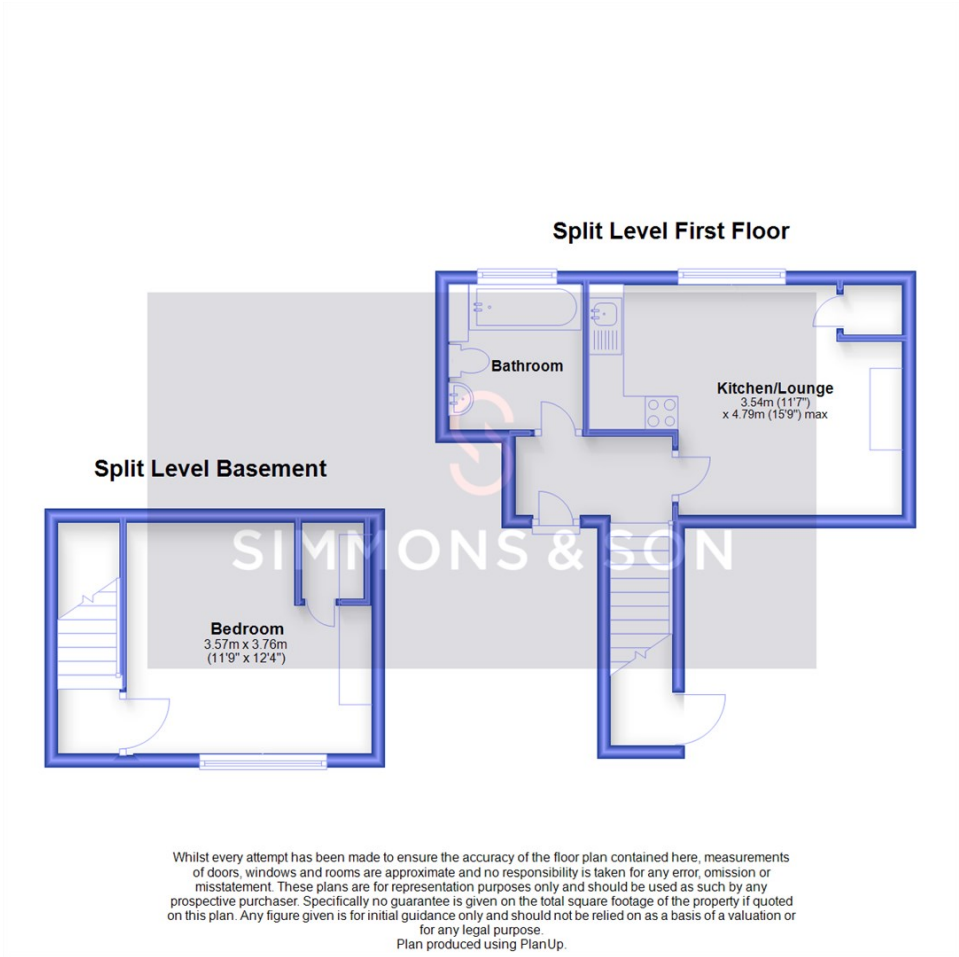 Split Level First Floor
Bathroom
Kitchen/Lounge
3.54m (11'7")
x 4.79m (15'9") max
Split Level Basement
SIMMONS & SON
Bedroom
3.57m x 3.76m
(11'9" x 12'4")
Whilst every attempt has been made to ensure the accuracy of the floor plan contained here, measurements
of doors, windows and rooms are approximate and no responsibility is taken for any error, omission or
misstatement. These plans are for representation purposes only and should be used as such by any
prospective purchaser. Specifically no guarantee is given on the total square footage of the property if quoted
on this plan. Any figure given is for initial guidance only and should not be relied on as a basis of a valuation or
for any legal purpose.
Plan produced using PlanUp.